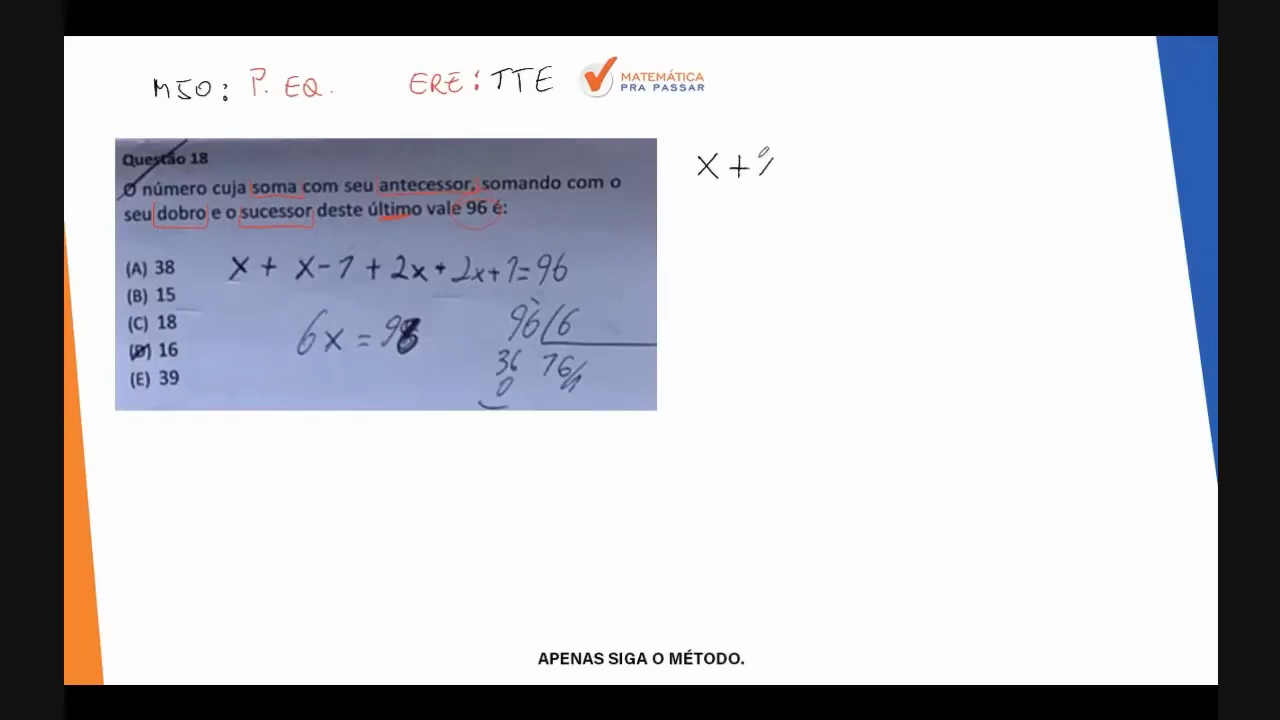 M50: P. EQ. ERE: TTE
MATEMÁTICA
PRA PASSAR
Questão 18
O número cuja soma com seu antecessor, somando com o
seu dobro e o sucessor deste último vale 96 é:
x +
(A) 38
x + x-1 + 2x + 2x+1=96
(B) 15
(C) 18
96 6
6x = 96
(D) 16
36 16
0
(E) 39
APENAS SIGA O MÉTODO.